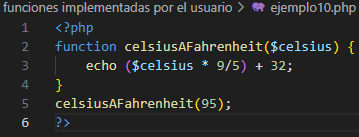 funciones implementadas por el usuario > ejemplo10.php
1 <?php
2 function celsiusAFahrenheit($celsius) {
3     echo ($celsius * 9/5) + 32;
4 }
5 celsiusAFahrenheit(95);
6 ?>